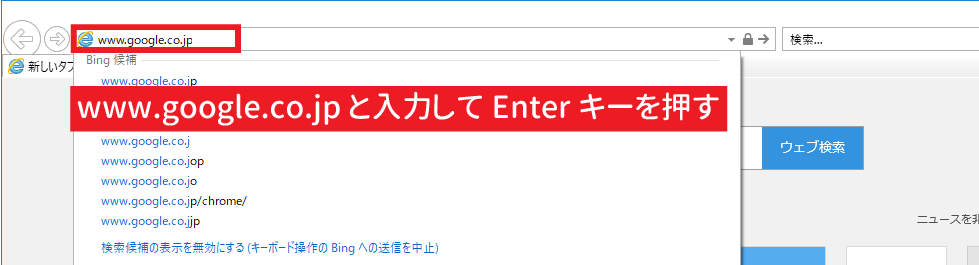 www.google.co.jp
検索...
新しいタブ
Bing 候補
www.google.co.jp
www.google.co.jpと入力して Enter キーを押す
www.google.co.j
www.google.co.jop
www.google.co.jo
www.google.co.jp/chrome/
www.google.co.jjp
検索候補の表示を無効にする (キーボード操作の Bing への送信を中止)
ウェブ検索
ニュースを非